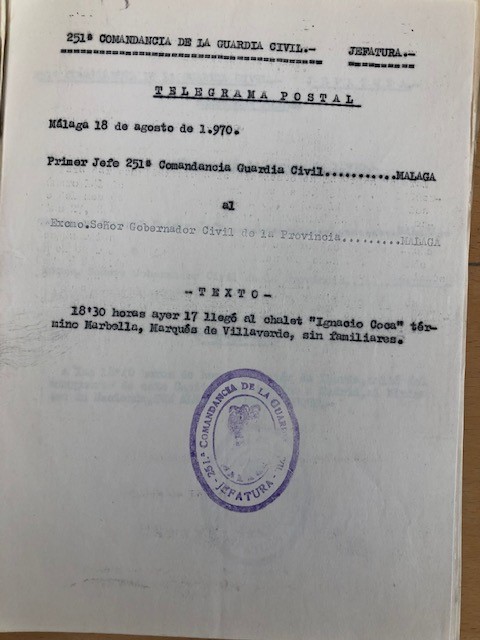 251ª COMANDANCIA DE LA GUARDIA CIVIL.- JEFATURA.-
TELEGRAMA POSTAL
Málaga 18 de agosto de 1.970.
Primer Jefe 251ª Comandancia Guardia Civil...........MALAGA
al
Excmo.Señor Gobernador Civil de la Provincia.........MALAGA
-TEXTO-
18'30 horas ayer 17 llegó al chalet "Ignacio Coca" tér-
mino Marbella, Marqués de Villaverde, sin familiares.
251.ª COMANDANCIA DE LA GUARDIA
- JEFATURA -